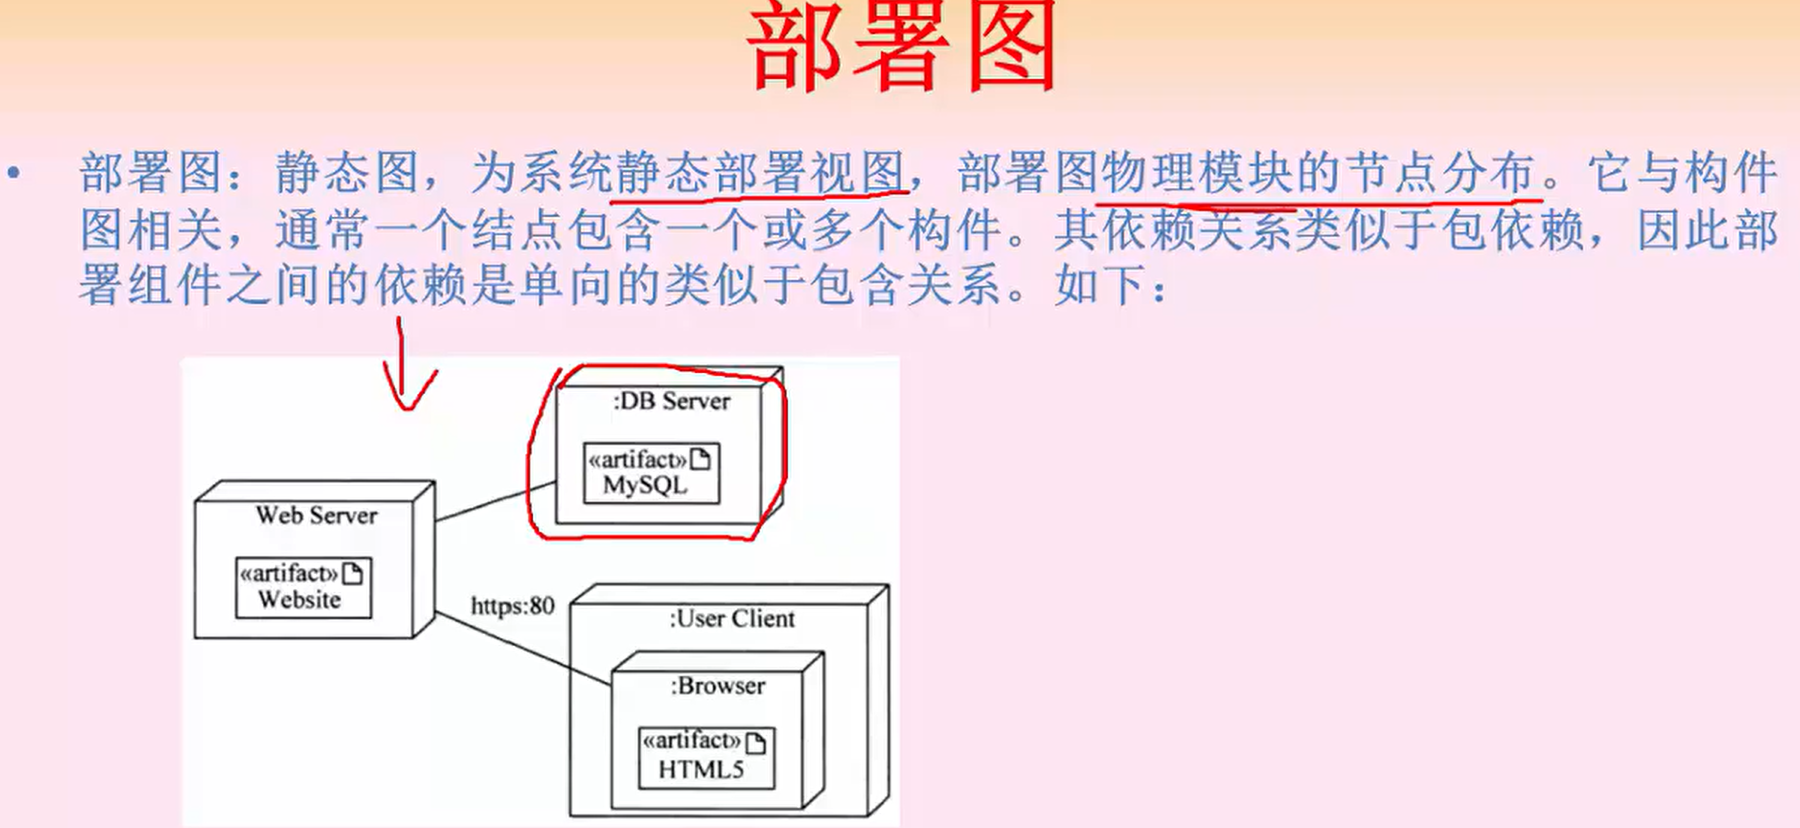 部署图
• 部署图：静态图，为系统静态部署视图，部署图物理模块的节点分布。它与构件
图相关，通常一个结点包含一个或多个构件。其依赖关系类似于包依赖，因此部
署组件之间的依赖是单向的类似于包含关系。如下：
:DB Server
«artifact»
MySQL
Web Server
«artifact»
Website
https:80
:User Client
:Browser
«artifact»
HTML5